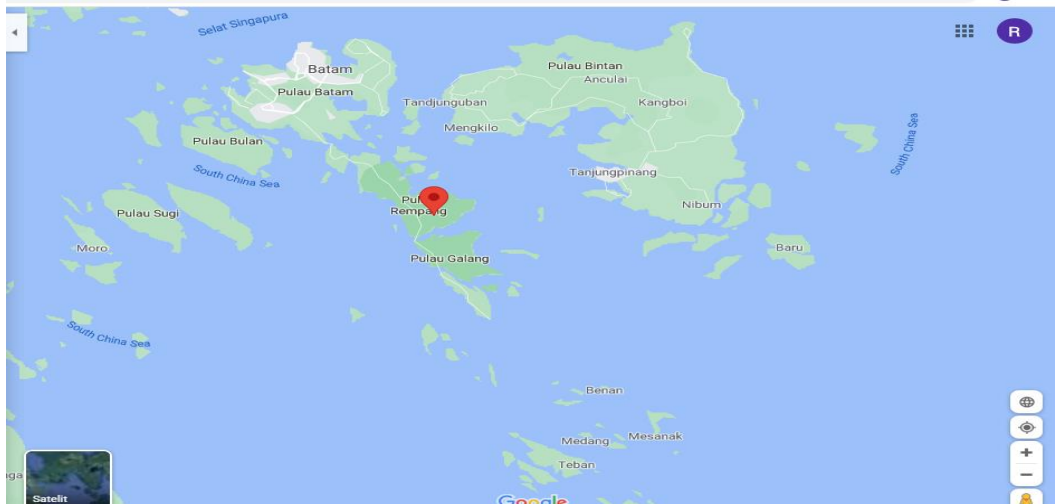 Selat Singapura
R
Batam
Pulau Batam
Pulau Bintan
Anculai
Tandjunguban
Kangboi
Mengkilo
Pulau Bulan
South China Sea
South China Sea
Tanjungpinang
Rempang
Nibum
Pulau Sugi
Moro
Baru
Pulau Galang
South China Sea
Benan
Medang
Mesanak
Teban
Satelit
Google